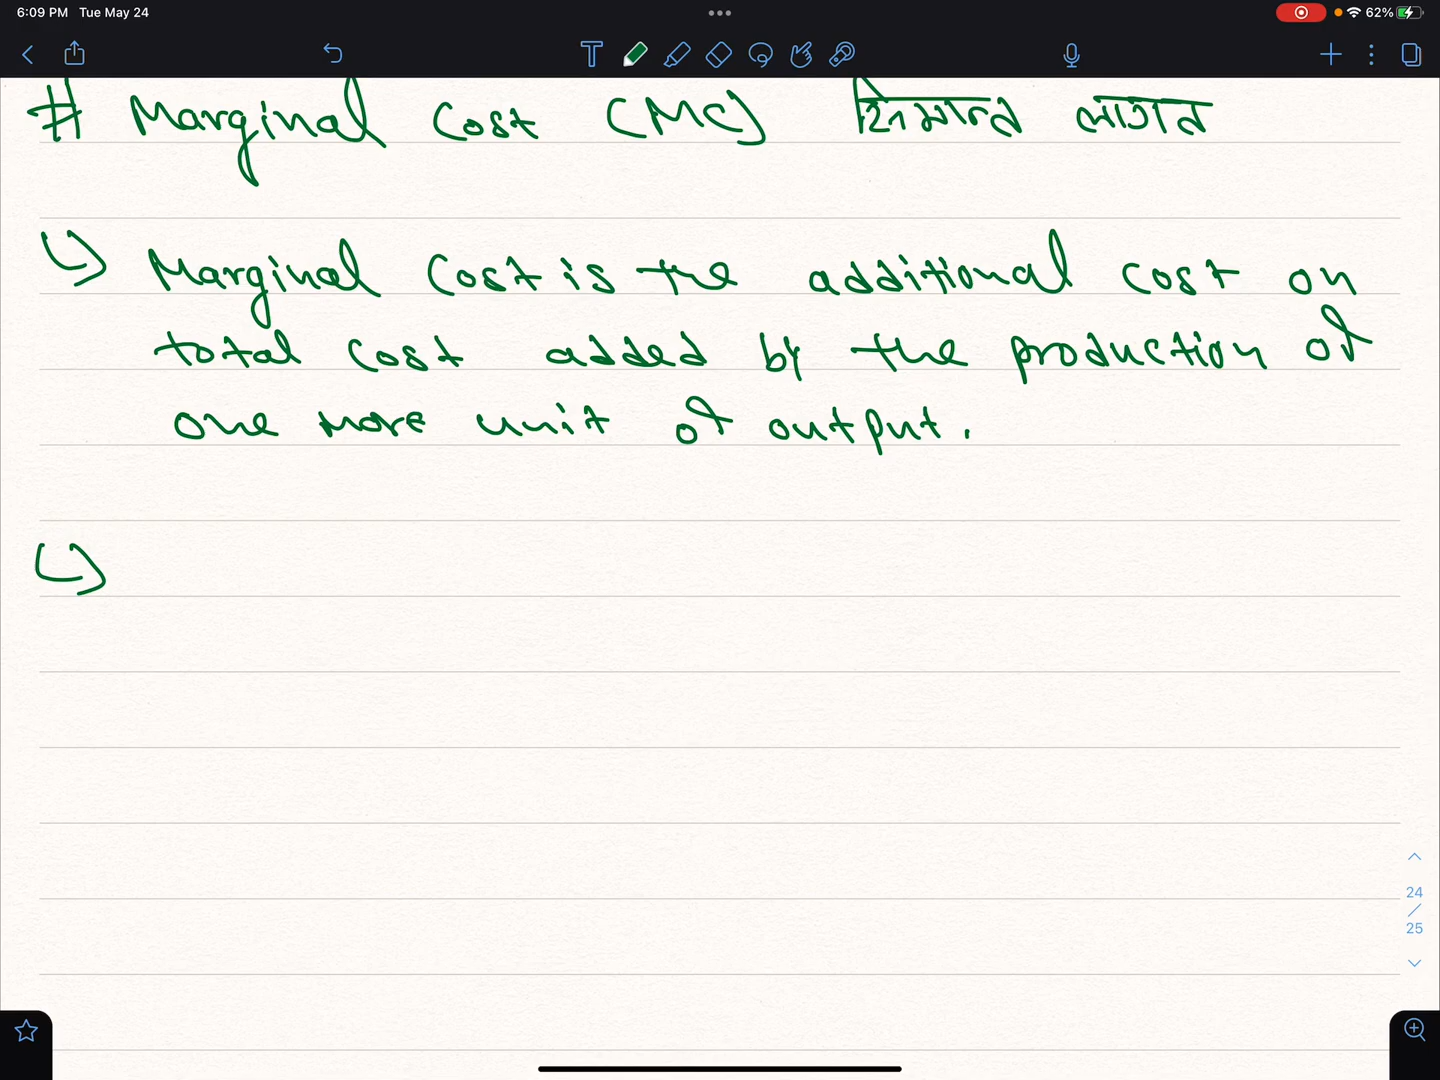 6:09 PM Tue May 24
62%
# Marginal Cost (MC) सिमान्त लागत
↳ Marginal Cost is the additional cost on
total cost added by the production of
one more unit of output.
↳
24
/
25